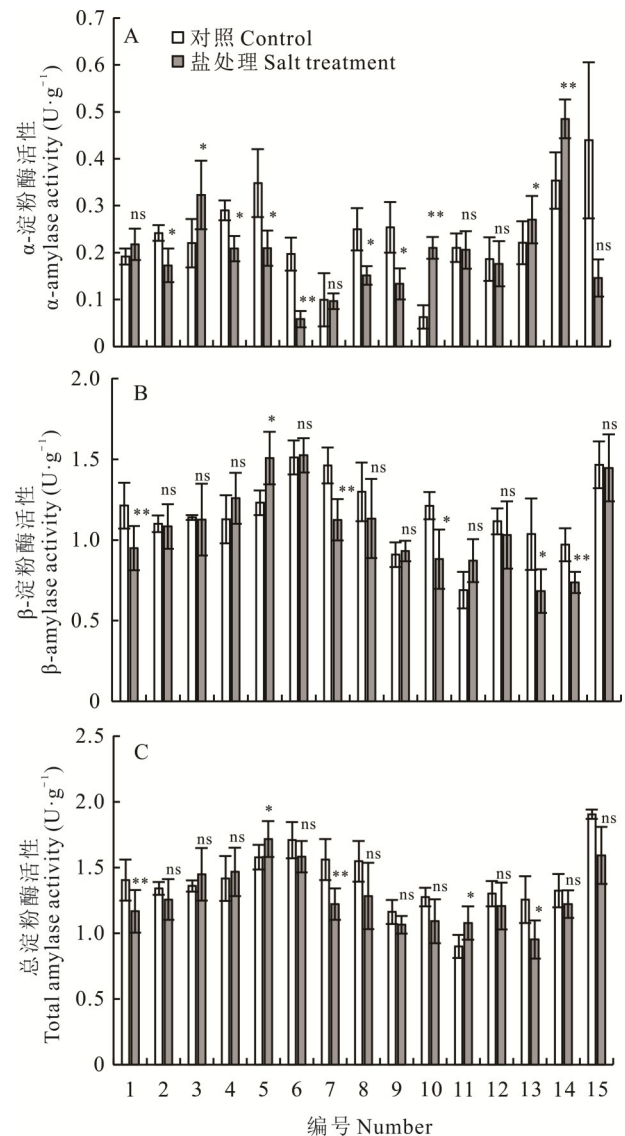 A
对照 Control
盐处理 Salt treatment
α-淀粉酶活性
α-amylase activity (U·g⁻¹)
0.7
0.6
0.5
0.4
0.3
0.2
0.1
0
ns * * * * ** ns * * ** ns ns * ** ns
B
β-淀粉酶活性
β-amylase activity (U·g⁻¹)
2.0
1.5
1.0
0.5
0
** ns ns ns * ns ** ns ns * ns ns * ** ns
C
总淀粉酶活性
Total amylase activity (U·g⁻¹)
2.5
2.0
1.5
1.0
0.5
0
** ns ns ns * ns ** ns ns ns * ns * ns ns
1 2 3 4 5 6 7 8 9 10 11 12 13 14 15
编号 Number